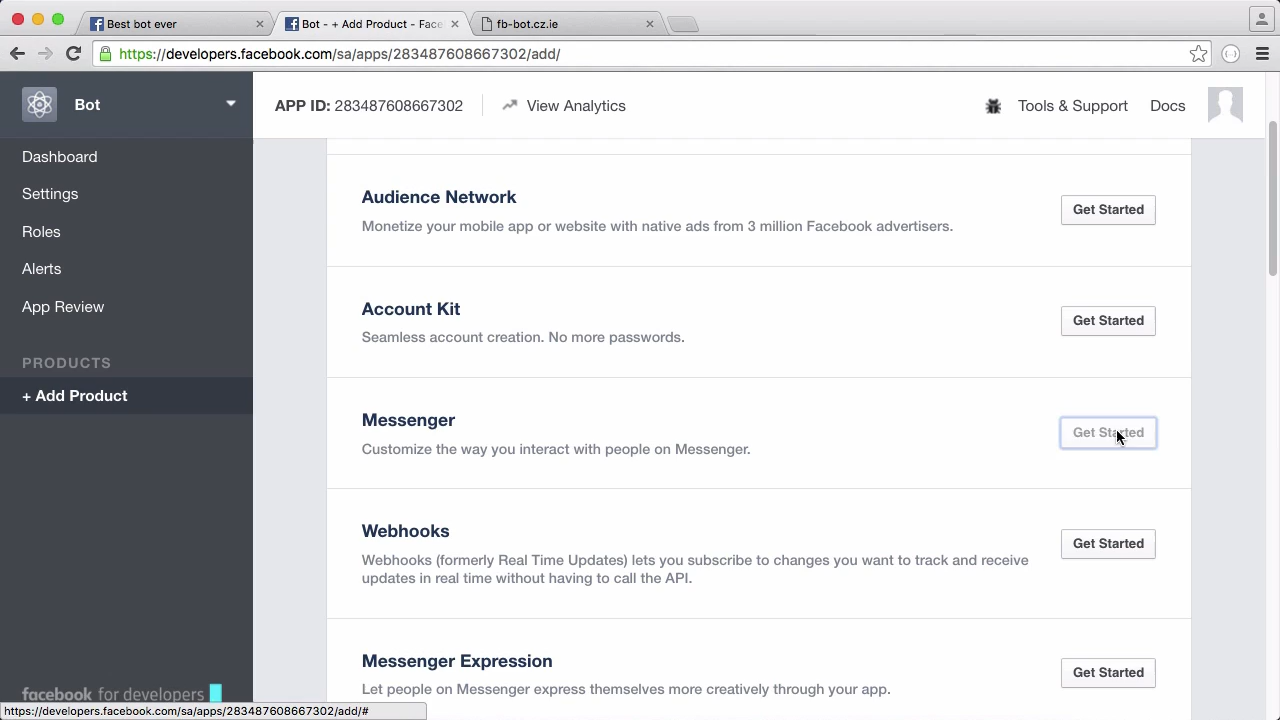 Best bot ever
Bot - + Add Product - Face
fb-bot.cz.ie
https://developers.facebook.com/sa/apps/283487608667302/add/
Bot
APP ID: 283487608667302
View Analytics
Tools & Support
Docs
Dashboard
Settings
Roles
Alerts
App Review
PRODUCTS
+ Add Product
Audience Network
Monetize your mobile app or website with native ads from 3 million Facebook advertisers.
Get Started
Account Kit
Seamless account creation. No more passwords.
Get Started
Messenger
Customize the way you interact with people on Messenger.
Get Started
Webhooks
Webhooks (formerly Real Time Updates) lets you subscribe to changes you want to track and receive
updates in real time without having to call the API.
Get Started
Messenger Expression
Let people on Messenger express themselves more creatively through your app.
Get Started
facebook for developers
https://developers.facebook.com/sa/apps/283487608667302/add/#